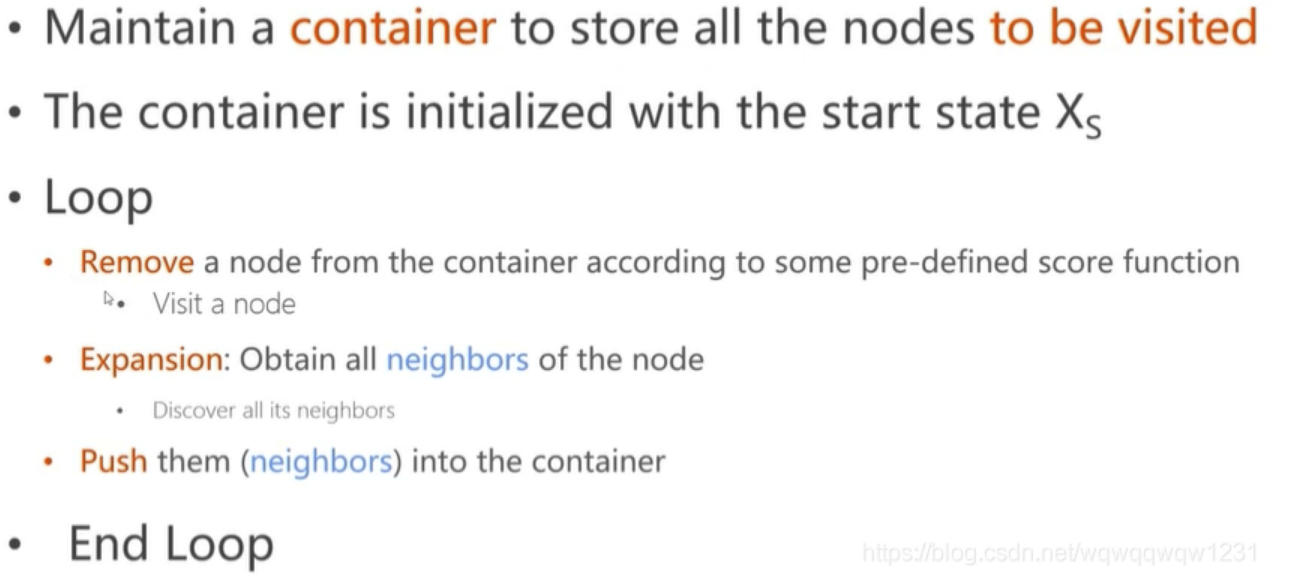 • Maintain a container to store all the nodes to be visited
• The container is initialized with the start state XS
• Loop
• Remove a node from the container according to some pre-defined score function
• Visit a node
• Expansion: Obtain all neighbors of the node
• Discover all its neighbors
• Push them (neighbors) into the container
• End Loop
https://blog.csdn.net/wqwqqwqw1231